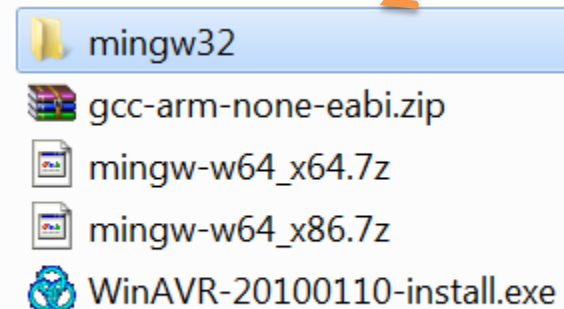 mingw32
gcc-arm-none-eabi.zip
mingw-w64_x64.7z
mingw-w64_x86.7z
WinAVR-20100110-install.exe